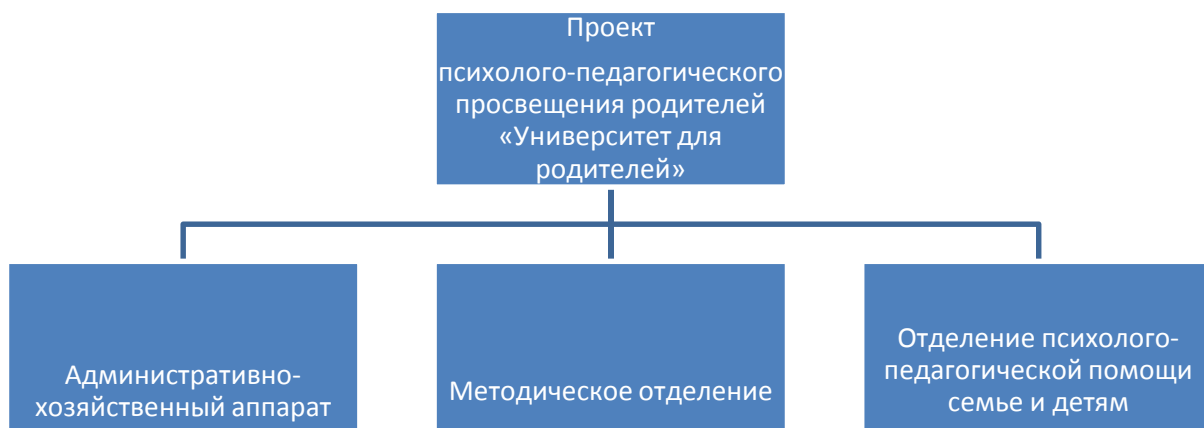 Проект
психолого-педагогического
просвещения родителей
«Университет для
родителей»
Административно-
хозяйственный аппарат
Методическое отделение
Отделение психолого-
педагогической помощи
семье и детям